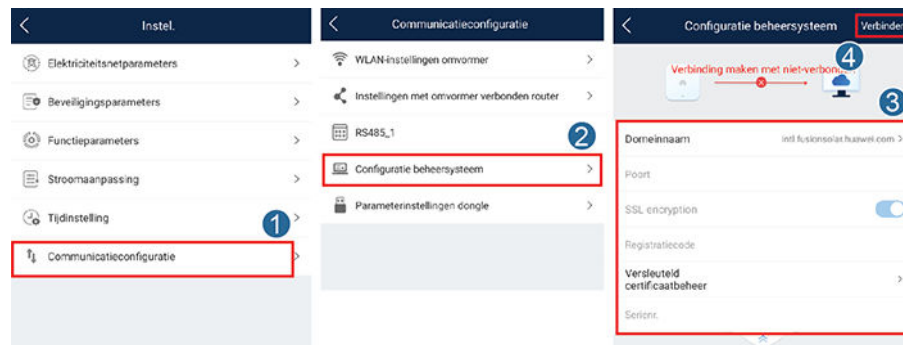 Instel.
Elektriciteitsnetparameters
Beveiligingsparameters
Functieparameters
Stroomaanpassing
Tijdinstelling
1
Communicatieconfiguratie
Communicatieconfiguratie
WLAN-instellingen omvormer
Instellingen met omvormer verbonden router
RS485_1
2
Configuratie beheersysteem
Parameterinstellingen dongle
Configuratie beheersysteem
Verbinden
4
Verbinding maken met niet-verbon...
3
Domeinnaam
intl.fusionsolar.huawei.com
Poort
SSL encryption
Registratiecode
Versleuteld
certificaatbeheer
Serienr.